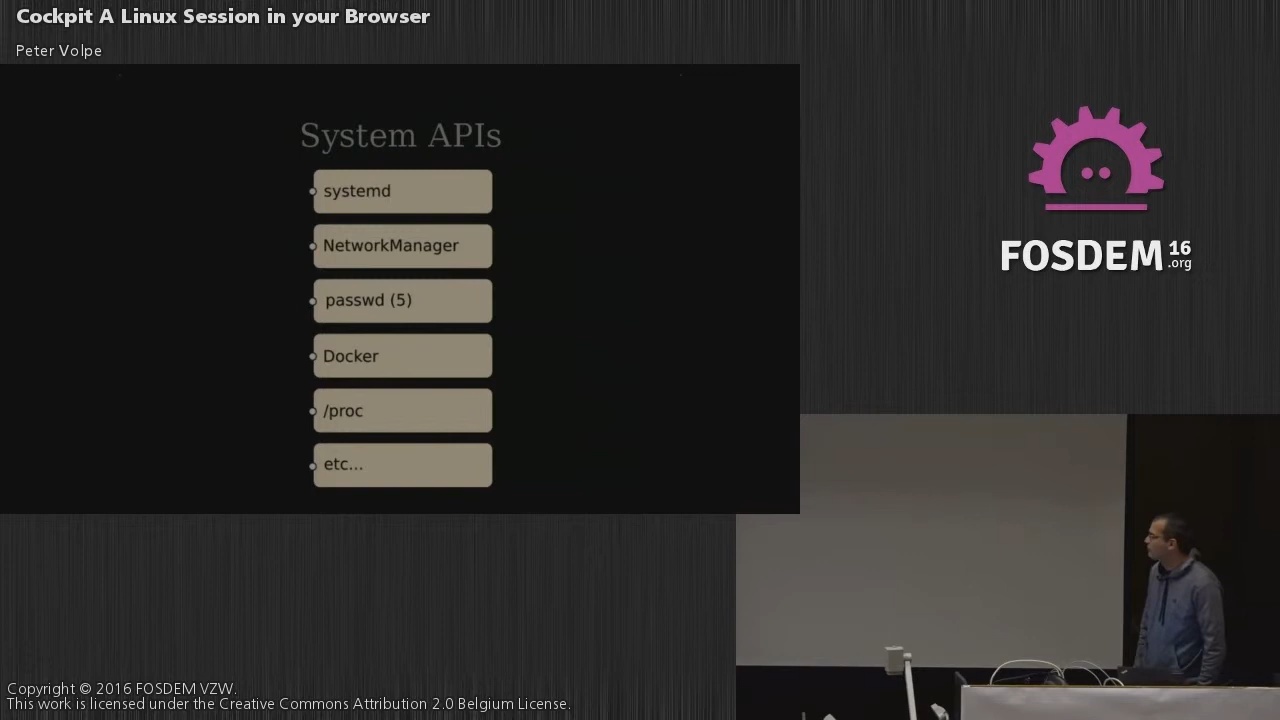 Cockpit A Linux Session in your Browser
Peter Volpe
System APIs
systemd
NetworkManager
passwd (5)
Docker
/proc
etc...
FOSDEM 16
.org
Copyright © 2016 FOSDEM VZW.
This work is licensed under the Creative Commons Attribution 2.0 Belgium License.